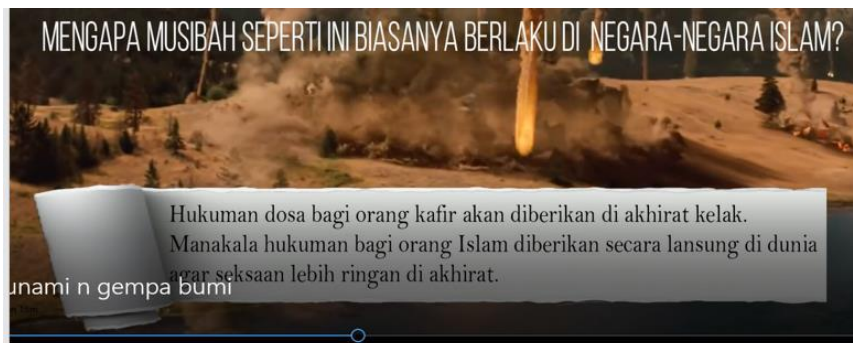 MENGAPA MUSIBAH SEPERTI INI BIASANYA BERLAKU DI NEGARA-NEGARA ISLAM?
Hukuman dosa bagi orang kafir akan diberikan di akhirat kelak.
Manakala hukuman bagi orang Islam diberikan secara lansung di dunia
agar seksaan lebih ringan di akhirat.
unami n gempa bumi